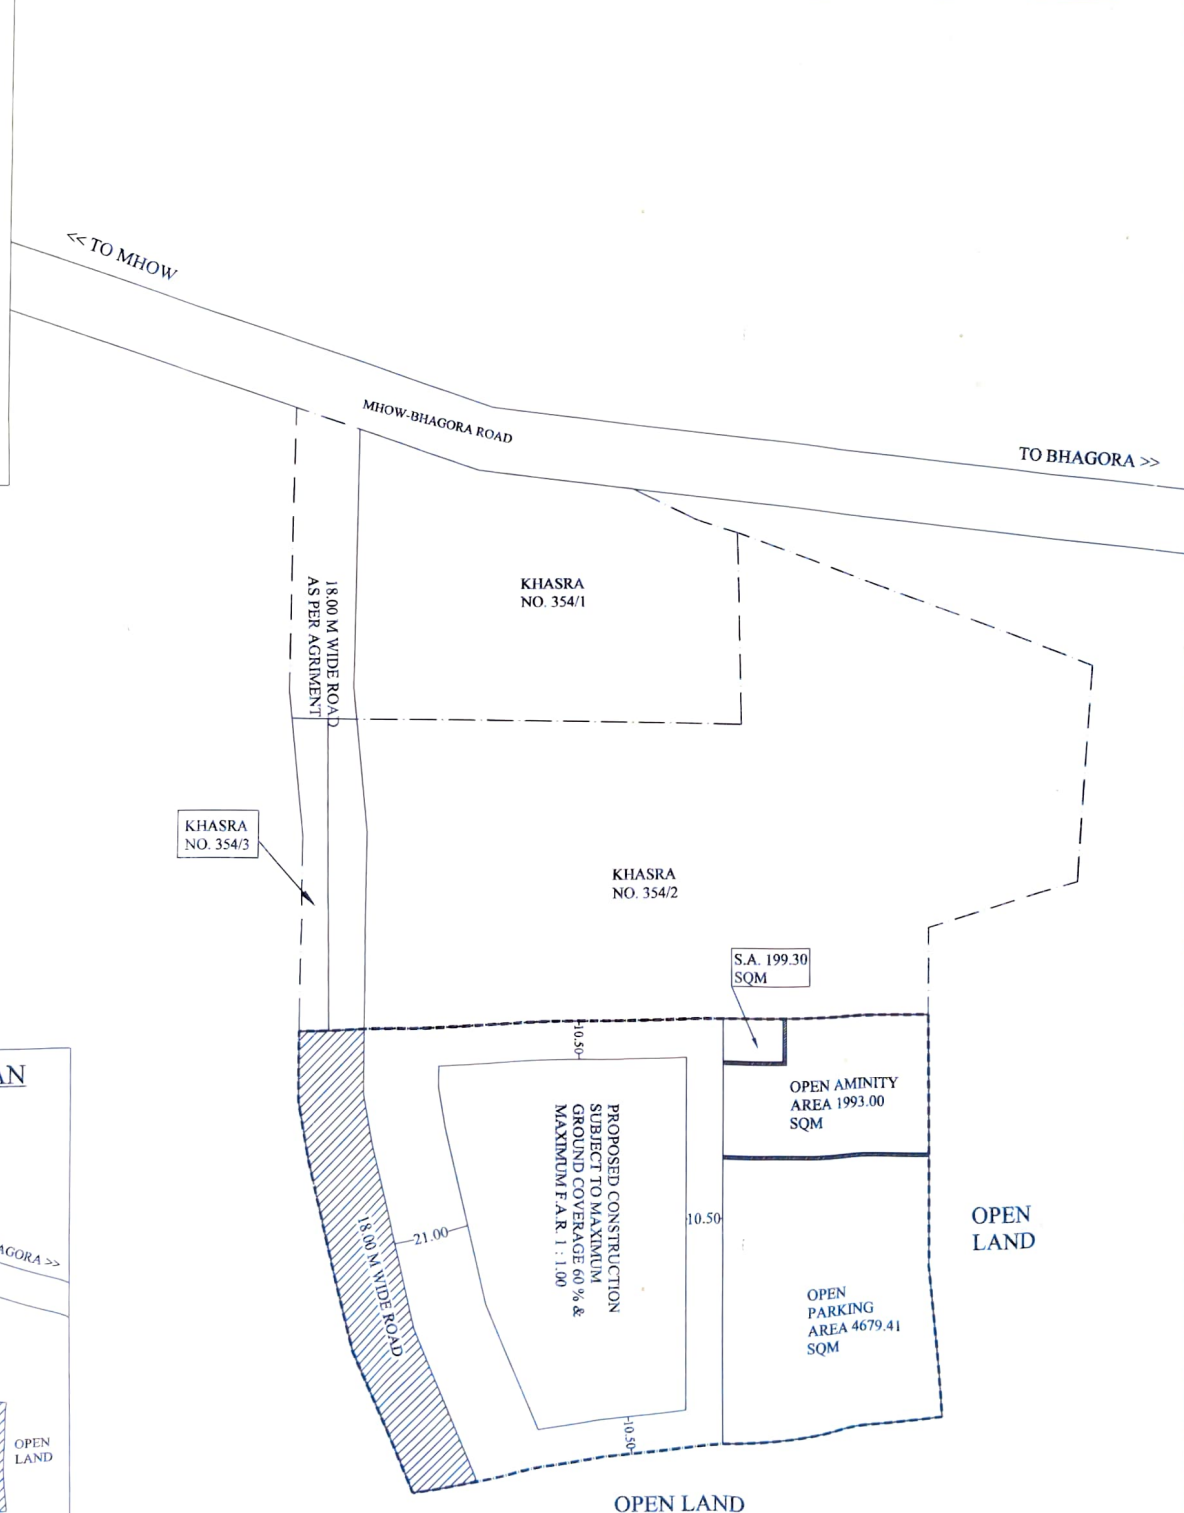 << TO MHOW
MHOW-BHAGORA ROAD
TO BHAGORA >>
KHASRA
NO. 354/1
18.00 M WIDE ROAD
AS PER AGRIMENT
KHASRA
NO. 354/3
KHASRA
NO. 354/2
S.A. 199.30
SQM
10.50
OPEN AMINITY
AREA 1993.00
SQM
PROPOSED CONSTRUCTION
SUBJECT TO MAXIMUM
GROUND COVERAGE 60 % &
MAXIMUM F.A.R. 1 : 1.00
10.50
21.00
18.00 M WIDE ROAD
OPEN
LAND
OPEN
PARKING
AREA 4679.41
SQM
10.50
OPEN LAND
AN
AGORA >>
OPEN
LAND